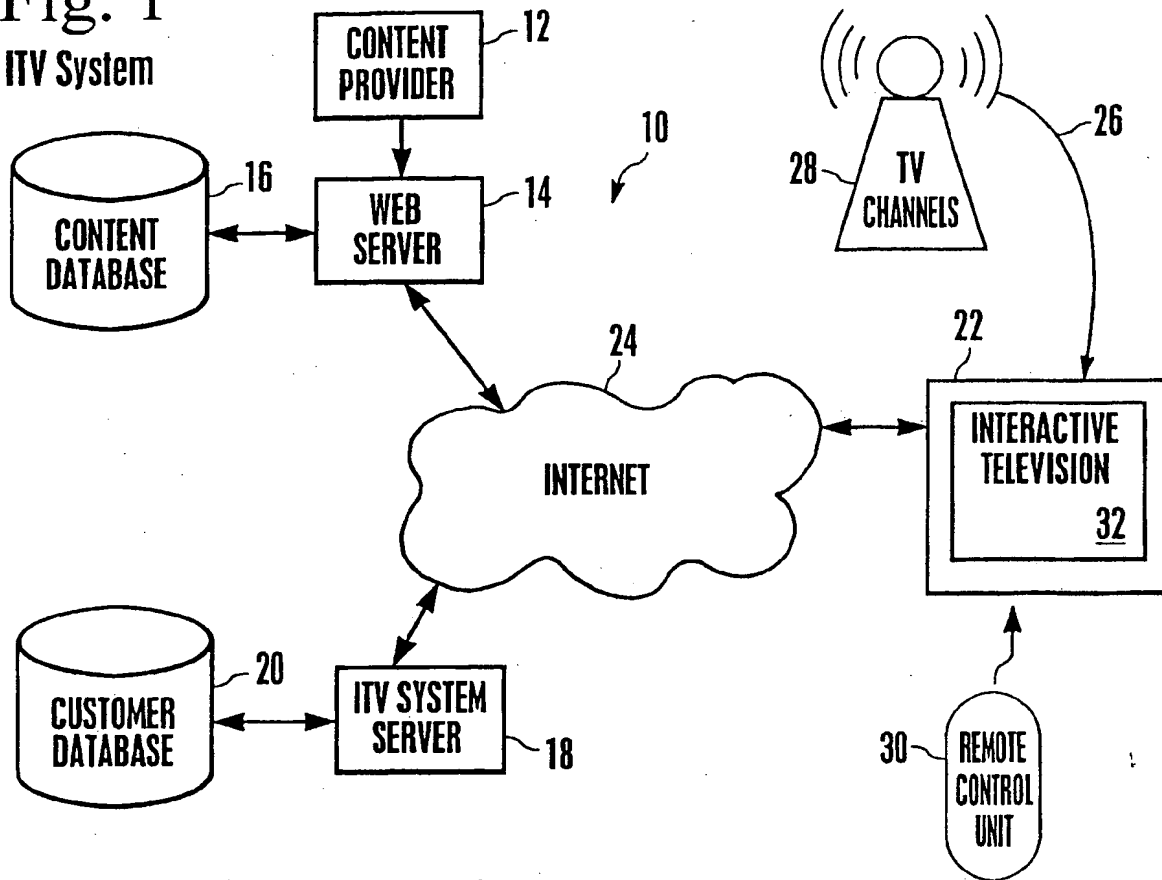 Fig. 1
ITV System
CONTENT
PROVIDER
12
10
WEB
SERVER
14
CONTENT
DATABASE
16
TV
CHANNELS
28
26
24
INTERNET
22
INTERACTIVE
TELEVISION
32
CUSTOMER
DATABASE
20
ITV SYSTEM
SERVER
18
30
REMOTE
CONTROL
UNIT